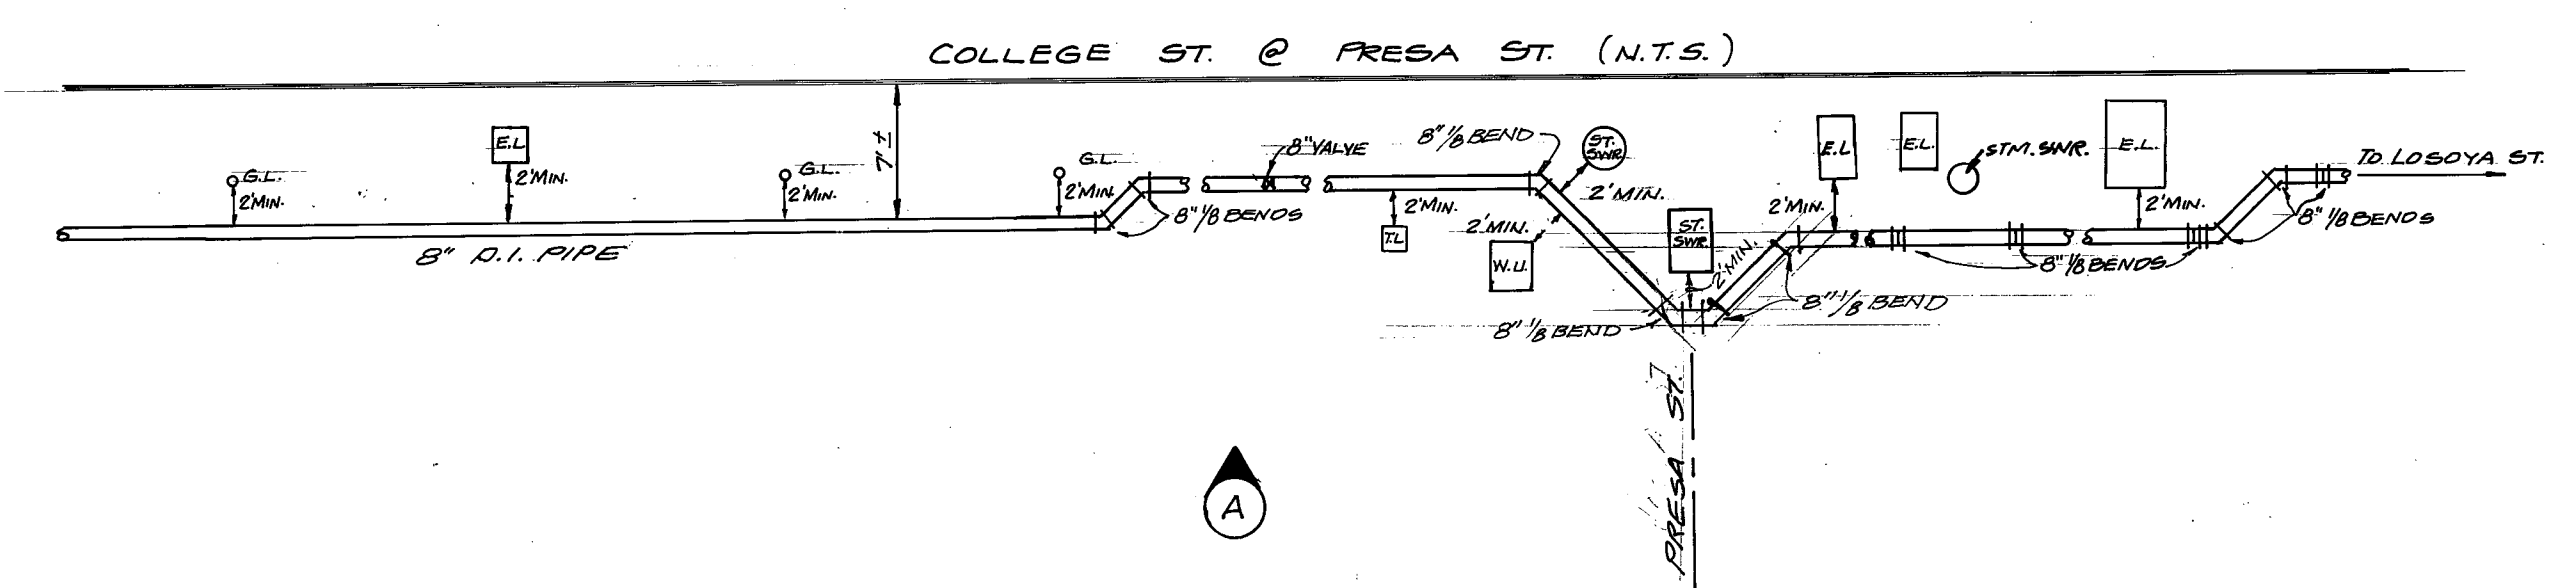 COLLEGE ST. @ PRESA ST. (N.T.S.)
7'±
G.L.
2'MIN.
E.L
2'MIN.
G.L.
2'MIN.
G.L.
2'MIN.
8" D.I. PIPE
8" 1/8 BENDS
8" VALVE
8" 1/8 BEND
T.L
2'MIN.
ST.
SWR
2'MIN.
2'MIN.
W.U.
ST.
SWR.
2'MIN.
8" 1/8 BEND
8" 1/8 BEND
E.L
2'MIN.
E.L.
STM. SWR.
E.L.
2'MIN.
8" 1/8 BENDS
8" 1/8 BENDS
TO LOSOYA ST.
PRESA ST.
A